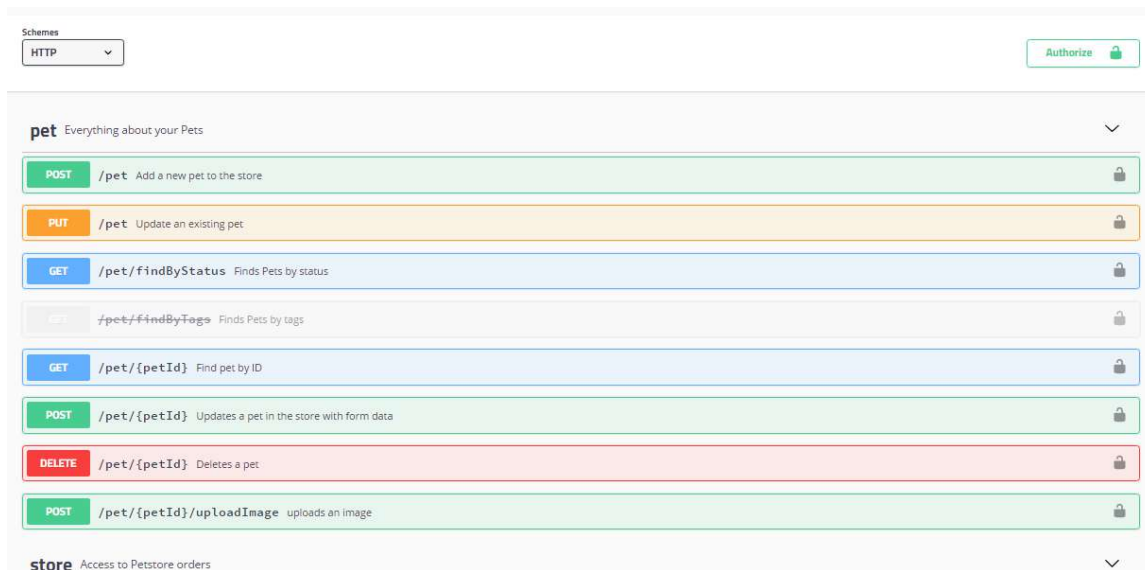 Schemes
HTTP
Authorize
pet Everything about your Pets
POST /pet Add a new pet to the store
PUT /pet Update an existing pet
GET /pet/findByStatus Finds Pets by status
GET /pet/findByTags Finds Pets by tags
GET /pet/{petId} Find pet by ID
POST /pet/{petId} Updates a pet in the store with form data
DELETE /pet/{petId} Deletes a pet
POST /pet/{petId}/uploadImage uploads an image
store Access to Petstore orders